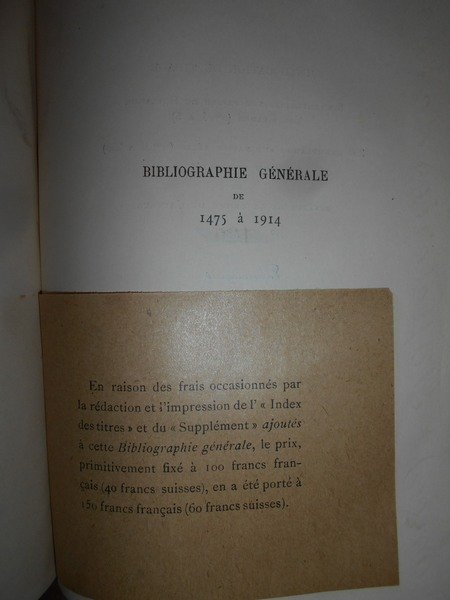 BIBLIOGRAPHIE GÉNÉRALE
DE
1475 à 1914
En raison des frais occasionnés par
la rédaction et l'impression de l' « Index
des titres » et du « Supplément » ajoutés
à cette Bibliographie générale, le prix,
primitivement fixé à 100 francs fran-
çais (40 francs suisses), en a été porté à
150 francs français (60 francs suisses).